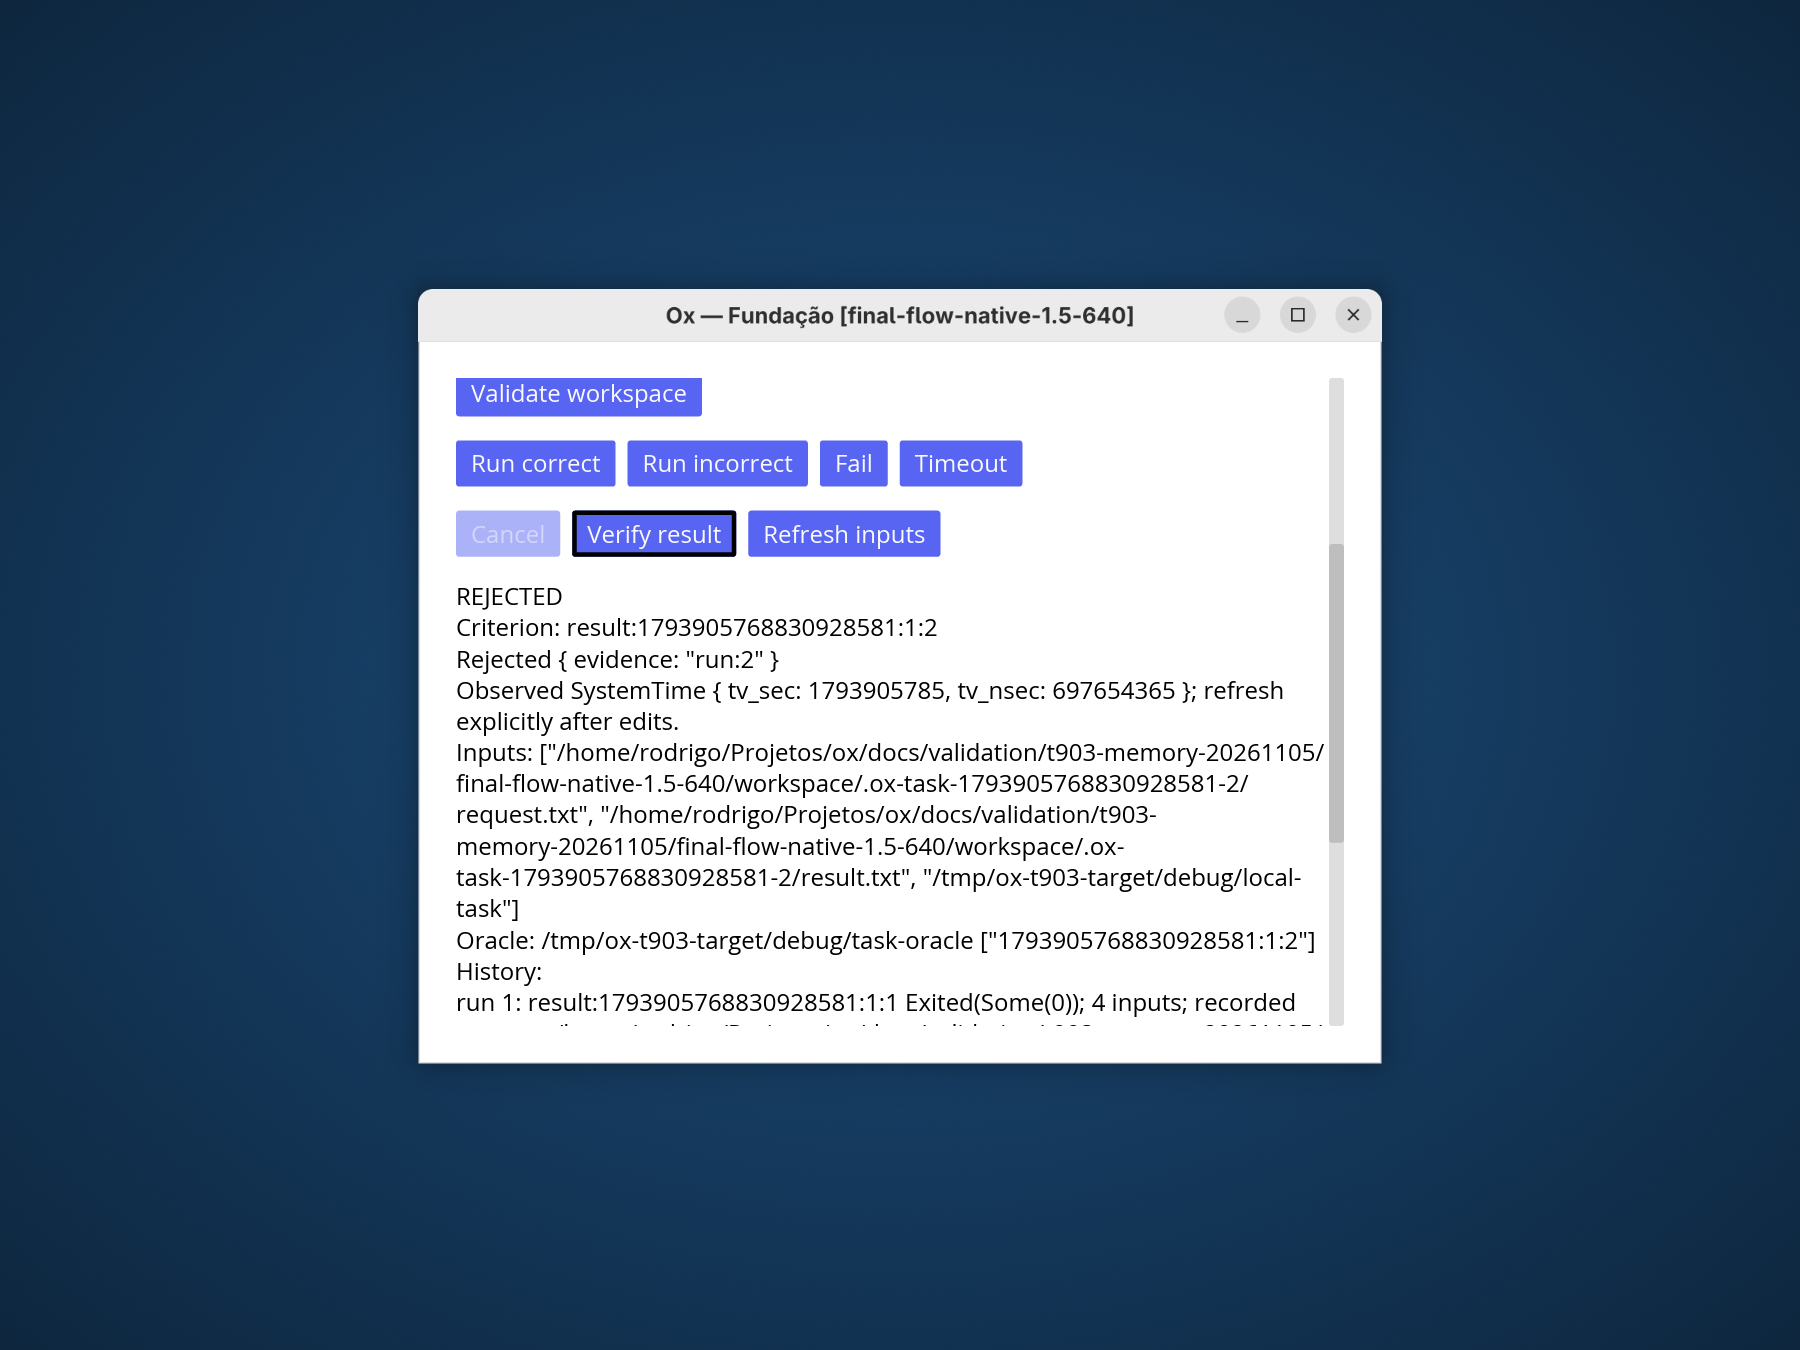 Ox — Fundação [final-flow-native-1.5-640]
Validate workspace
Run correct Run incorrect Fail Timeout
Cancel Verify result Refresh inputs
REJECTED
Criterion: result:1793905768830928581:1:2
Rejected { evidence: "run:2" }
Observed SystemTime { tv_sec: 1793905785, tv_nsec: 697654365 }; refresh
explicitly after edits.
Inputs: ["/home/rodrigo/Projetos/ox/docs/validation/t903-memory-20261105/
final-flow-native-1.5-640/workspace/.ox-task-1793905768830928581-2/
request.txt", "/home/rodrigo/Projetos/ox/docs/validation/t903-
memory-20261105/final-flow-native-1.5-640/workspace/.ox-
task-1793905768830928581-2/result.txt", "/tmp/ox-t903-target/debug/local-
task"]
Oracle: /tmp/ox-t903-target/debug/task-oracle ["1793905768830928581:1:2"]
History:
run 1: result:1793905768830928581:1:1 Exited(Some(0)); 4 inputs; recorded